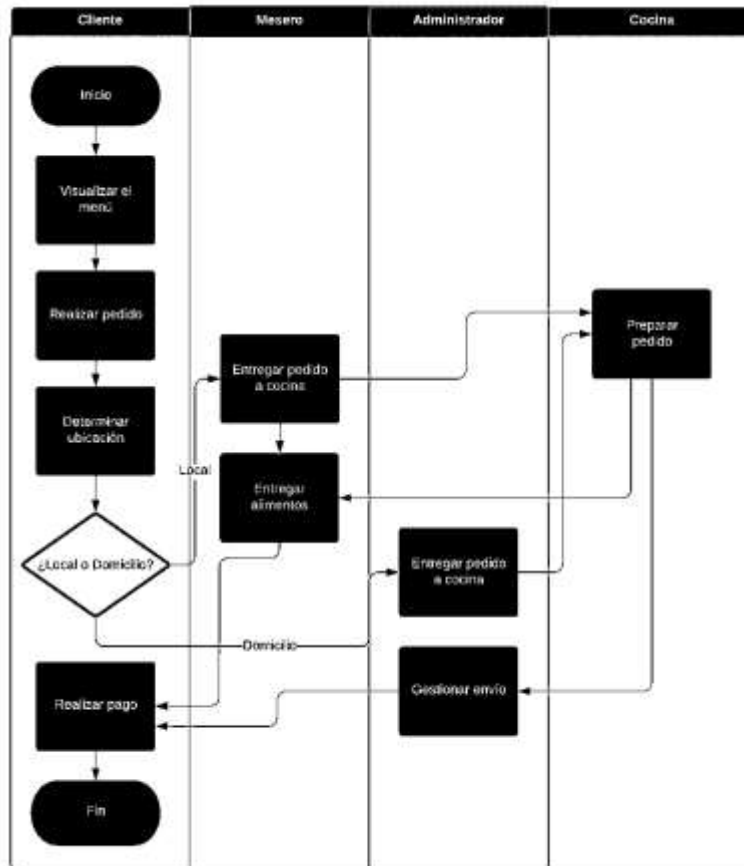 Cliente
Mesero
Administrador
Cocina
Inicio
Visualizar el
menú
Realizar pedido
Preparar
pedido
Entregar pedido
a cocina
Determinar
ubicación
Local
Entregar
alimentos
¿Local o Domicilio?
Entregar pedido
a cocina
Domicilio
Realizar pago
Gestionar envío
Fin